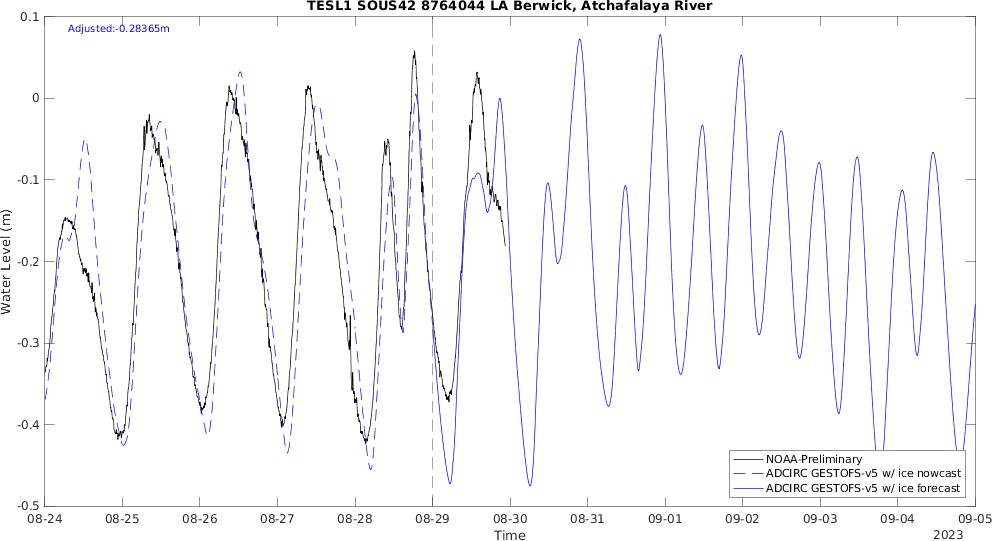 TESL1 SOUS42 8764044 LA Berwick, Atchafalaya River
Adjusted:-0.28365m
0.1
0
-0.1
-0.2
-0.3
-0.4
-0.5
Water Level (m)
NOAA-Preliminary
ADCIRC GESTOFS-v5 w/ ice nowcast
ADCIRC GESTOFS-v5 w/ ice forecast
08-24 08-25 08-26 08-27 08-28 08-29 08-30 08-31 09-01 09-02 09-03 09-04 09-05
Time
2023